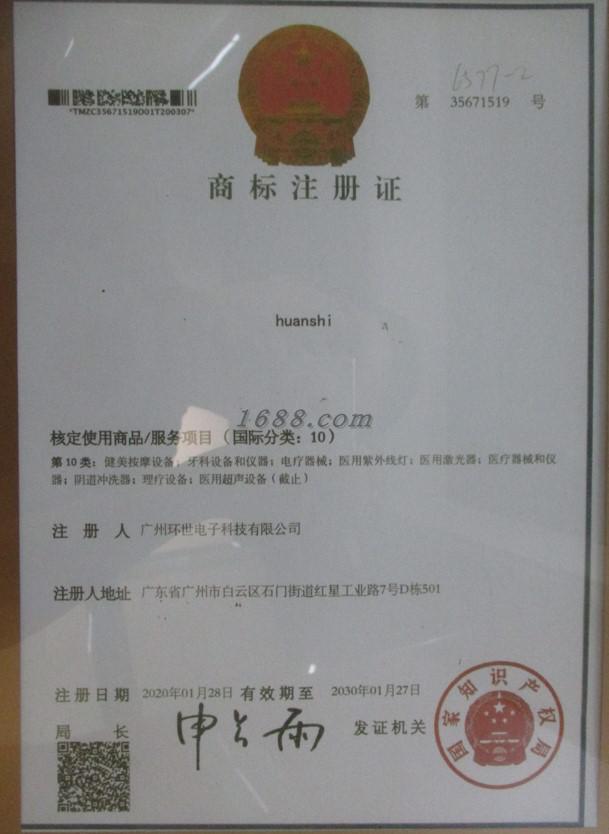 6577-2
*TMZC35671519O01T200307*
第 35671519 号
商标注册证
huanshi
1688.com
核定使用商品/服务项目（国际分类：10）
第10类：健美按摩设备；牙科设备和仪器；电疗器械；医用紫外线灯；医用激光器；医疗器械和仪
器；阴道冲洗器；理疗设备；医用超声设备（截止）
注册人 广州环世电子科技有限公司
注册人地址 广东省广州市白云区石门街道红星工业路7号D栋501
注册日期 2020年01月28日 有效期至 2030年01月27日
局长 申长雨 发证机关
国家知识产权局